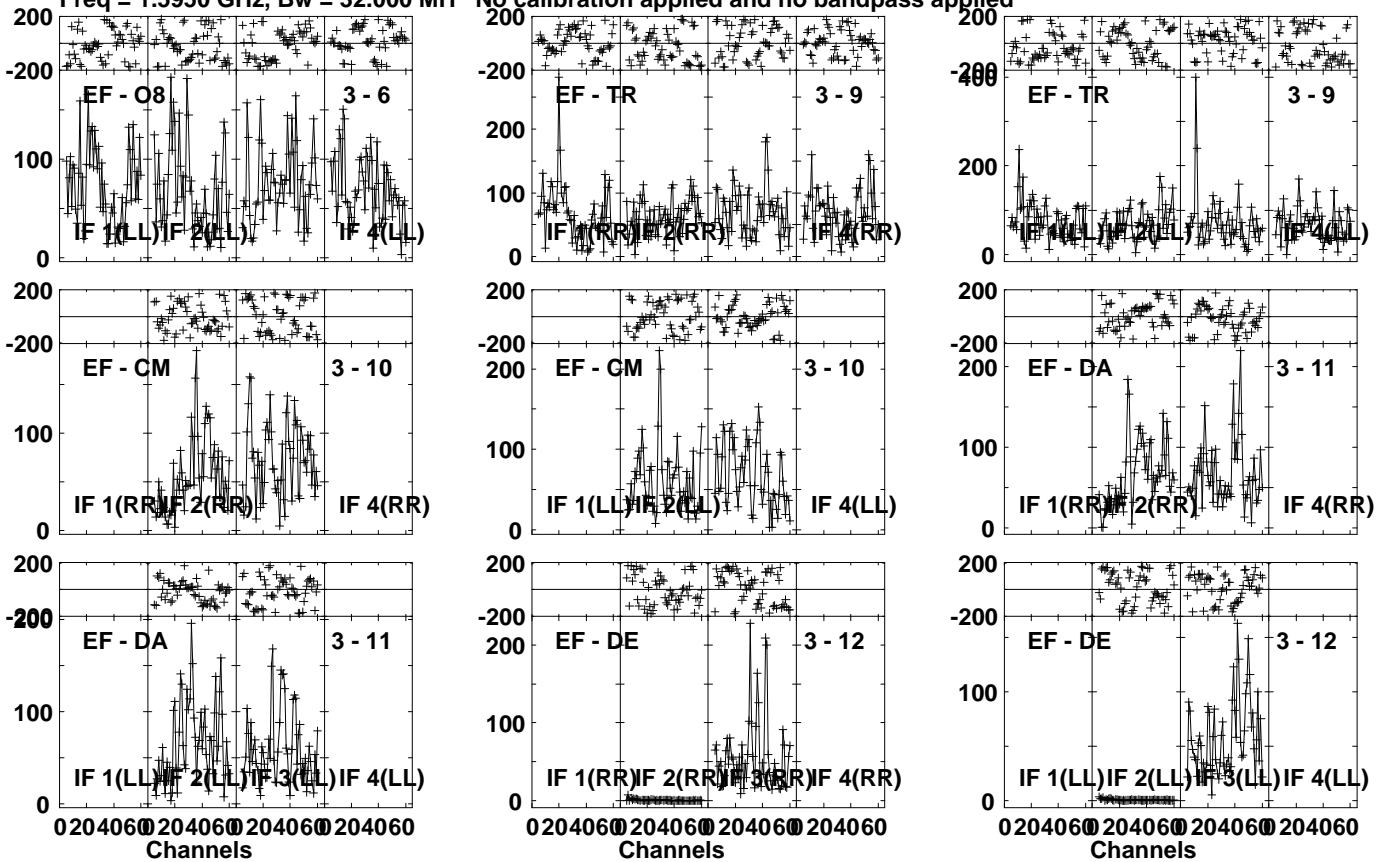 Freq = 1.5950 GHz, Bw = 32.000 MH No calibration applied and no bandpass applied
200 200 200
-200 -200
EF - O8 3 - 6 EF - TR 3 - 9 400 EF - TR 3 - 9
200 200
100 100
0 0 0
IF 1(LL) IF 2(LL) IF 4(LL) IF 1(RR) IF 2(RR) IF 4(RR) IF 1(LL) IF 2(LL) IF 4(LL)
200 200 200
-200 -200 -200
EF - CM 3 - 10 EF - CM 3 - 10 EF - DA 3 - 11
200 200
100 100 100
0 0 0
IF 1(RR) IF 2(RR) IF 4(RR) IF 1(LL) IF 2(LL) IF 4(LL) IF 1(RR) IF 2(RR) IF 4(RR)
200 200 200
-200 -200 -200
200 EF - DA 3 - 11 EF - DE 3 - 12 EF - DE 3 - 12
200
100 100 100
0 0 0
IF 1(LL) IF 2(LL) IF 3(LL) IF 4(LL) IF 1(RR) IF 2(RR) IF 3(RR) IF 4(RR) IF 1(LL) IF 2(LL) IF 3(LL) IF 4(LL)
0 20 40 60 0 20 40 60 0 20 40 60 0 20 40 60 0 20 40 60 0 20 40 60 0 20 40 60 0 20 40 60 0 20 40 60 0 20 40 60 0 20 40 60 0 20 40 60
Channels Channels Channels